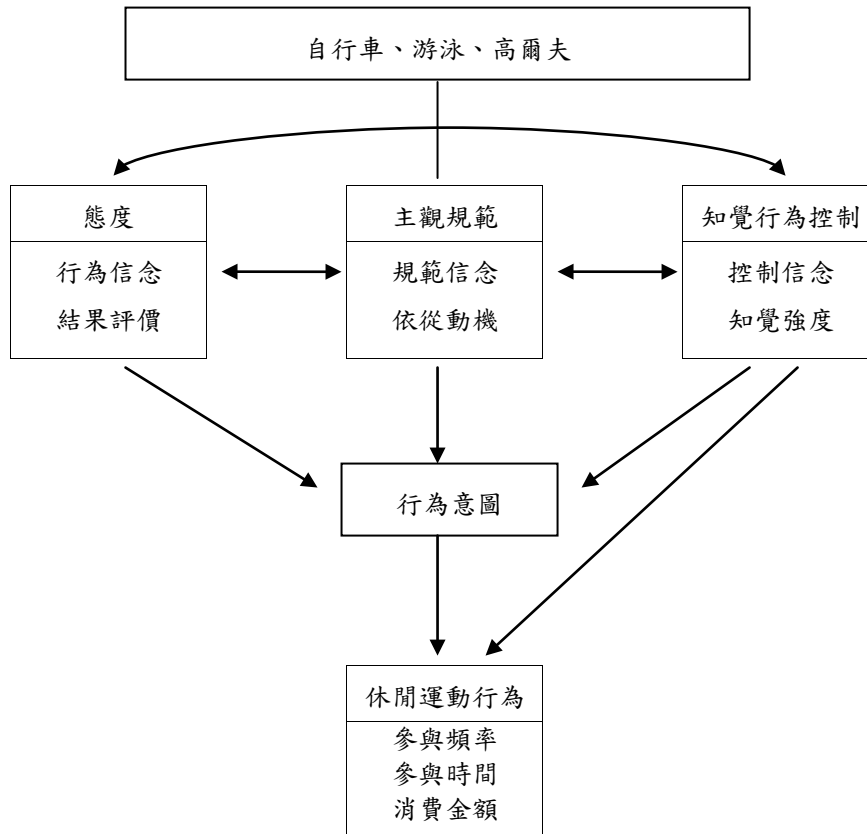 自行車、游泳、高爾夫
態度
行為信念
結果評價
主觀規範
規範信念
依從動機
知覺行為控制
控制信念
知覺強度
行為意圖
休閒運動行為
參與頻率
參與時間
消費金額